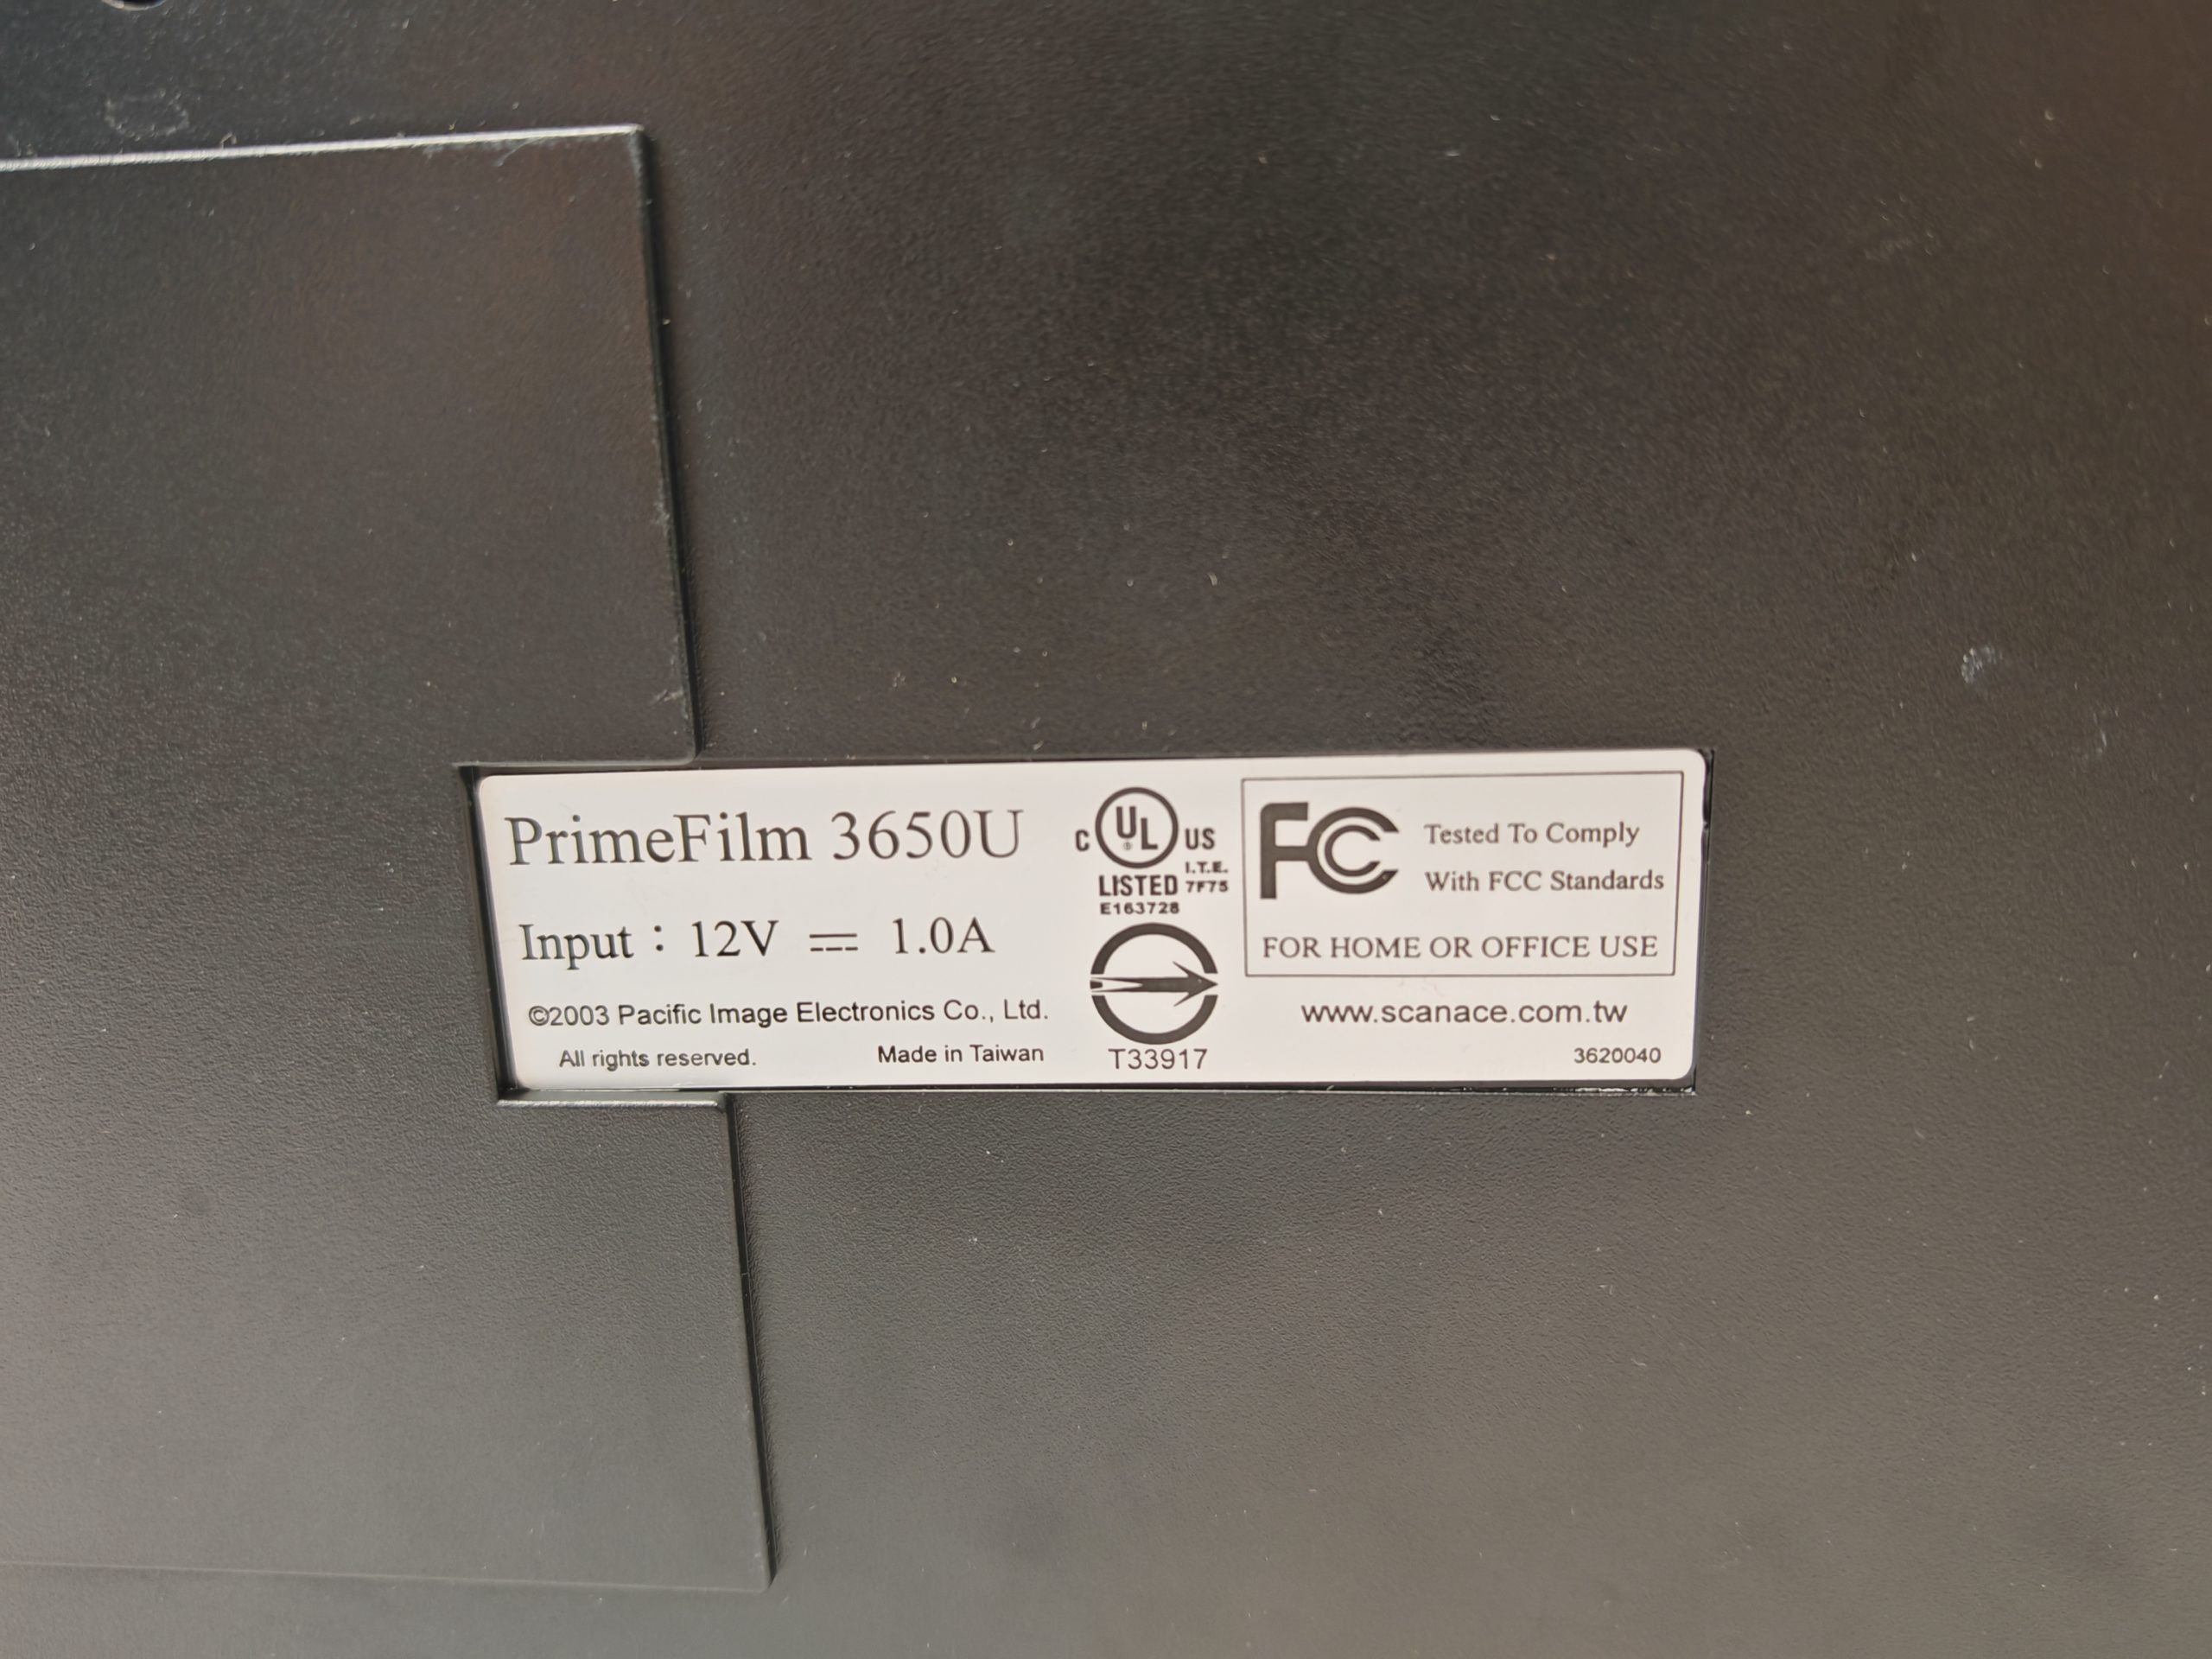 PrimeFilm 3650U
Input : 12V ⎓ 1.0A
©2003 Pacific Image Electronics Co., Ltd.
All rights reserved. Made in Taiwan
C UL® US
LISTED I.T.E. 7F75
E163728
T33917
FC Tested To Comply
With FCC Standards
FOR HOME OR OFFICE USE
www.scanace.com.tw
3620040